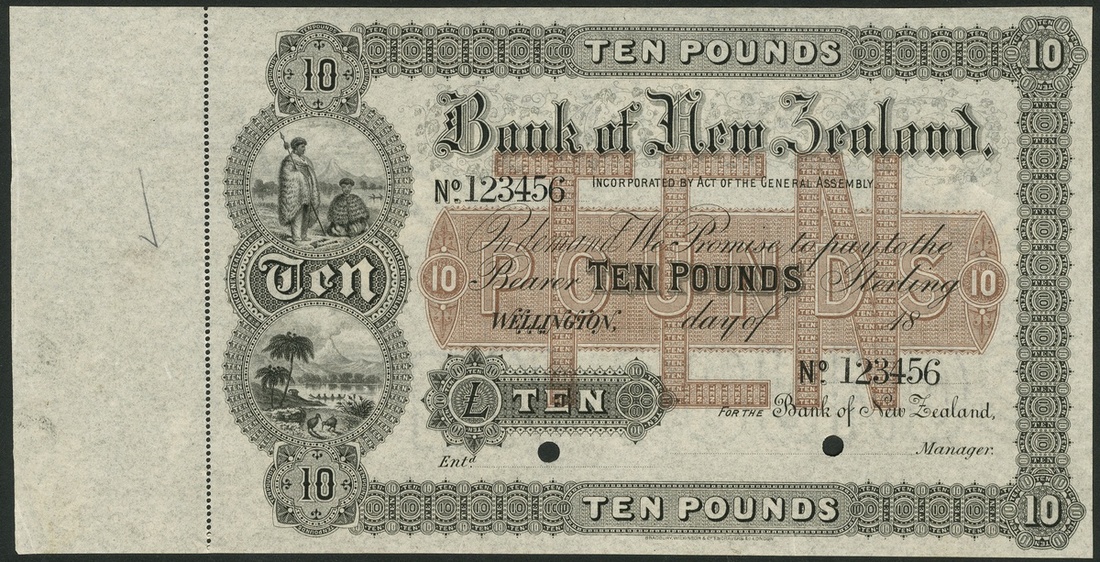 TEN POUNDS
10
10
Bank of New Zealand.
INCORPORATED BY ACT OF THE GENERAL ASSEMBLY.
No. 123456
On demand We Promise to pay to the
10 Bearer TEN POUNDS Sterling 10
TEN
POUNDS
WELLINGTON, day of 18
Ten
No. 123456
£ TEN
FOR THE Bank of New Zealand,
Entd. Manager.
10
TEN POUNDS
10